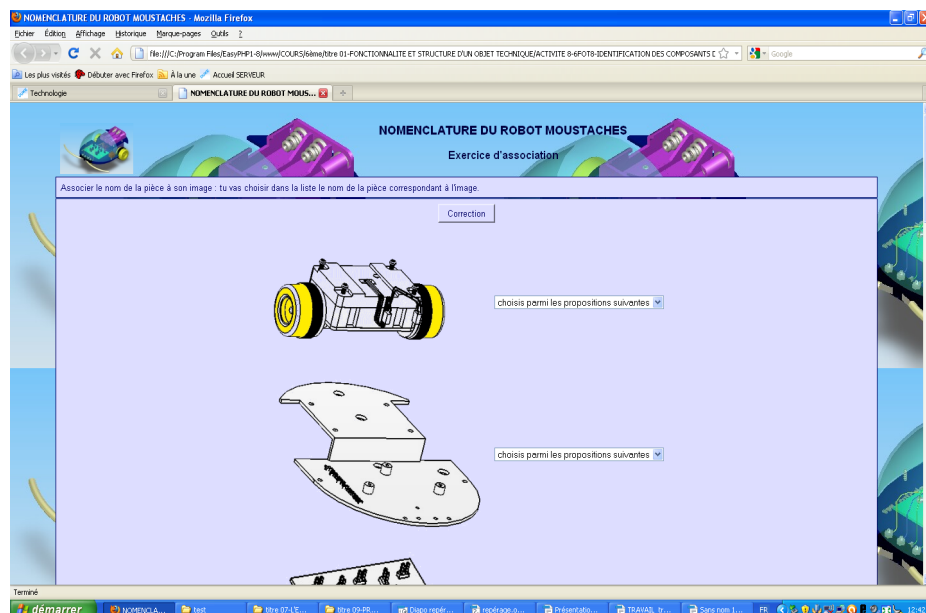 NOMENCLATURE DU ROBOT MOUSTACHES - Mozilla Firefox
Fichier Édition Affichage Historique Marque-pages Outils ?
file:///C:/Program Files/EasyPHP1-8/www/COURS/6ème/titre 01-FONCTIONNALITE ET STRUCTURE D'UN OBJET TECHNIQUE/ACTIVITE 8-6FOT8-IDENTIFICATION DES COMPOSANTS D
Google
Les plus visités Débuter avec Firefox À la une Accueil SERVEUR
Technologie
NOMENCLATURE DU ROBOT MOUS...
NOMENCLATURE DU ROBOT MOUSTACHES
Exercice d'association
Associer le nom de la pièce à son image : tu vas choisir dans la liste le nom de la pièce correspondant à l'image.
Correction
choisis parmi les propositions suivantes
choisis parmi les propositions suivantes
Terminé
démarrer
NOMENCLA...
test
titre 07-L'E...
titre 09-PR...
Diapo repér...
repérage.o...
Présentatio...
TRAVAIL tr...
Sans nom 1...
FR
12:42